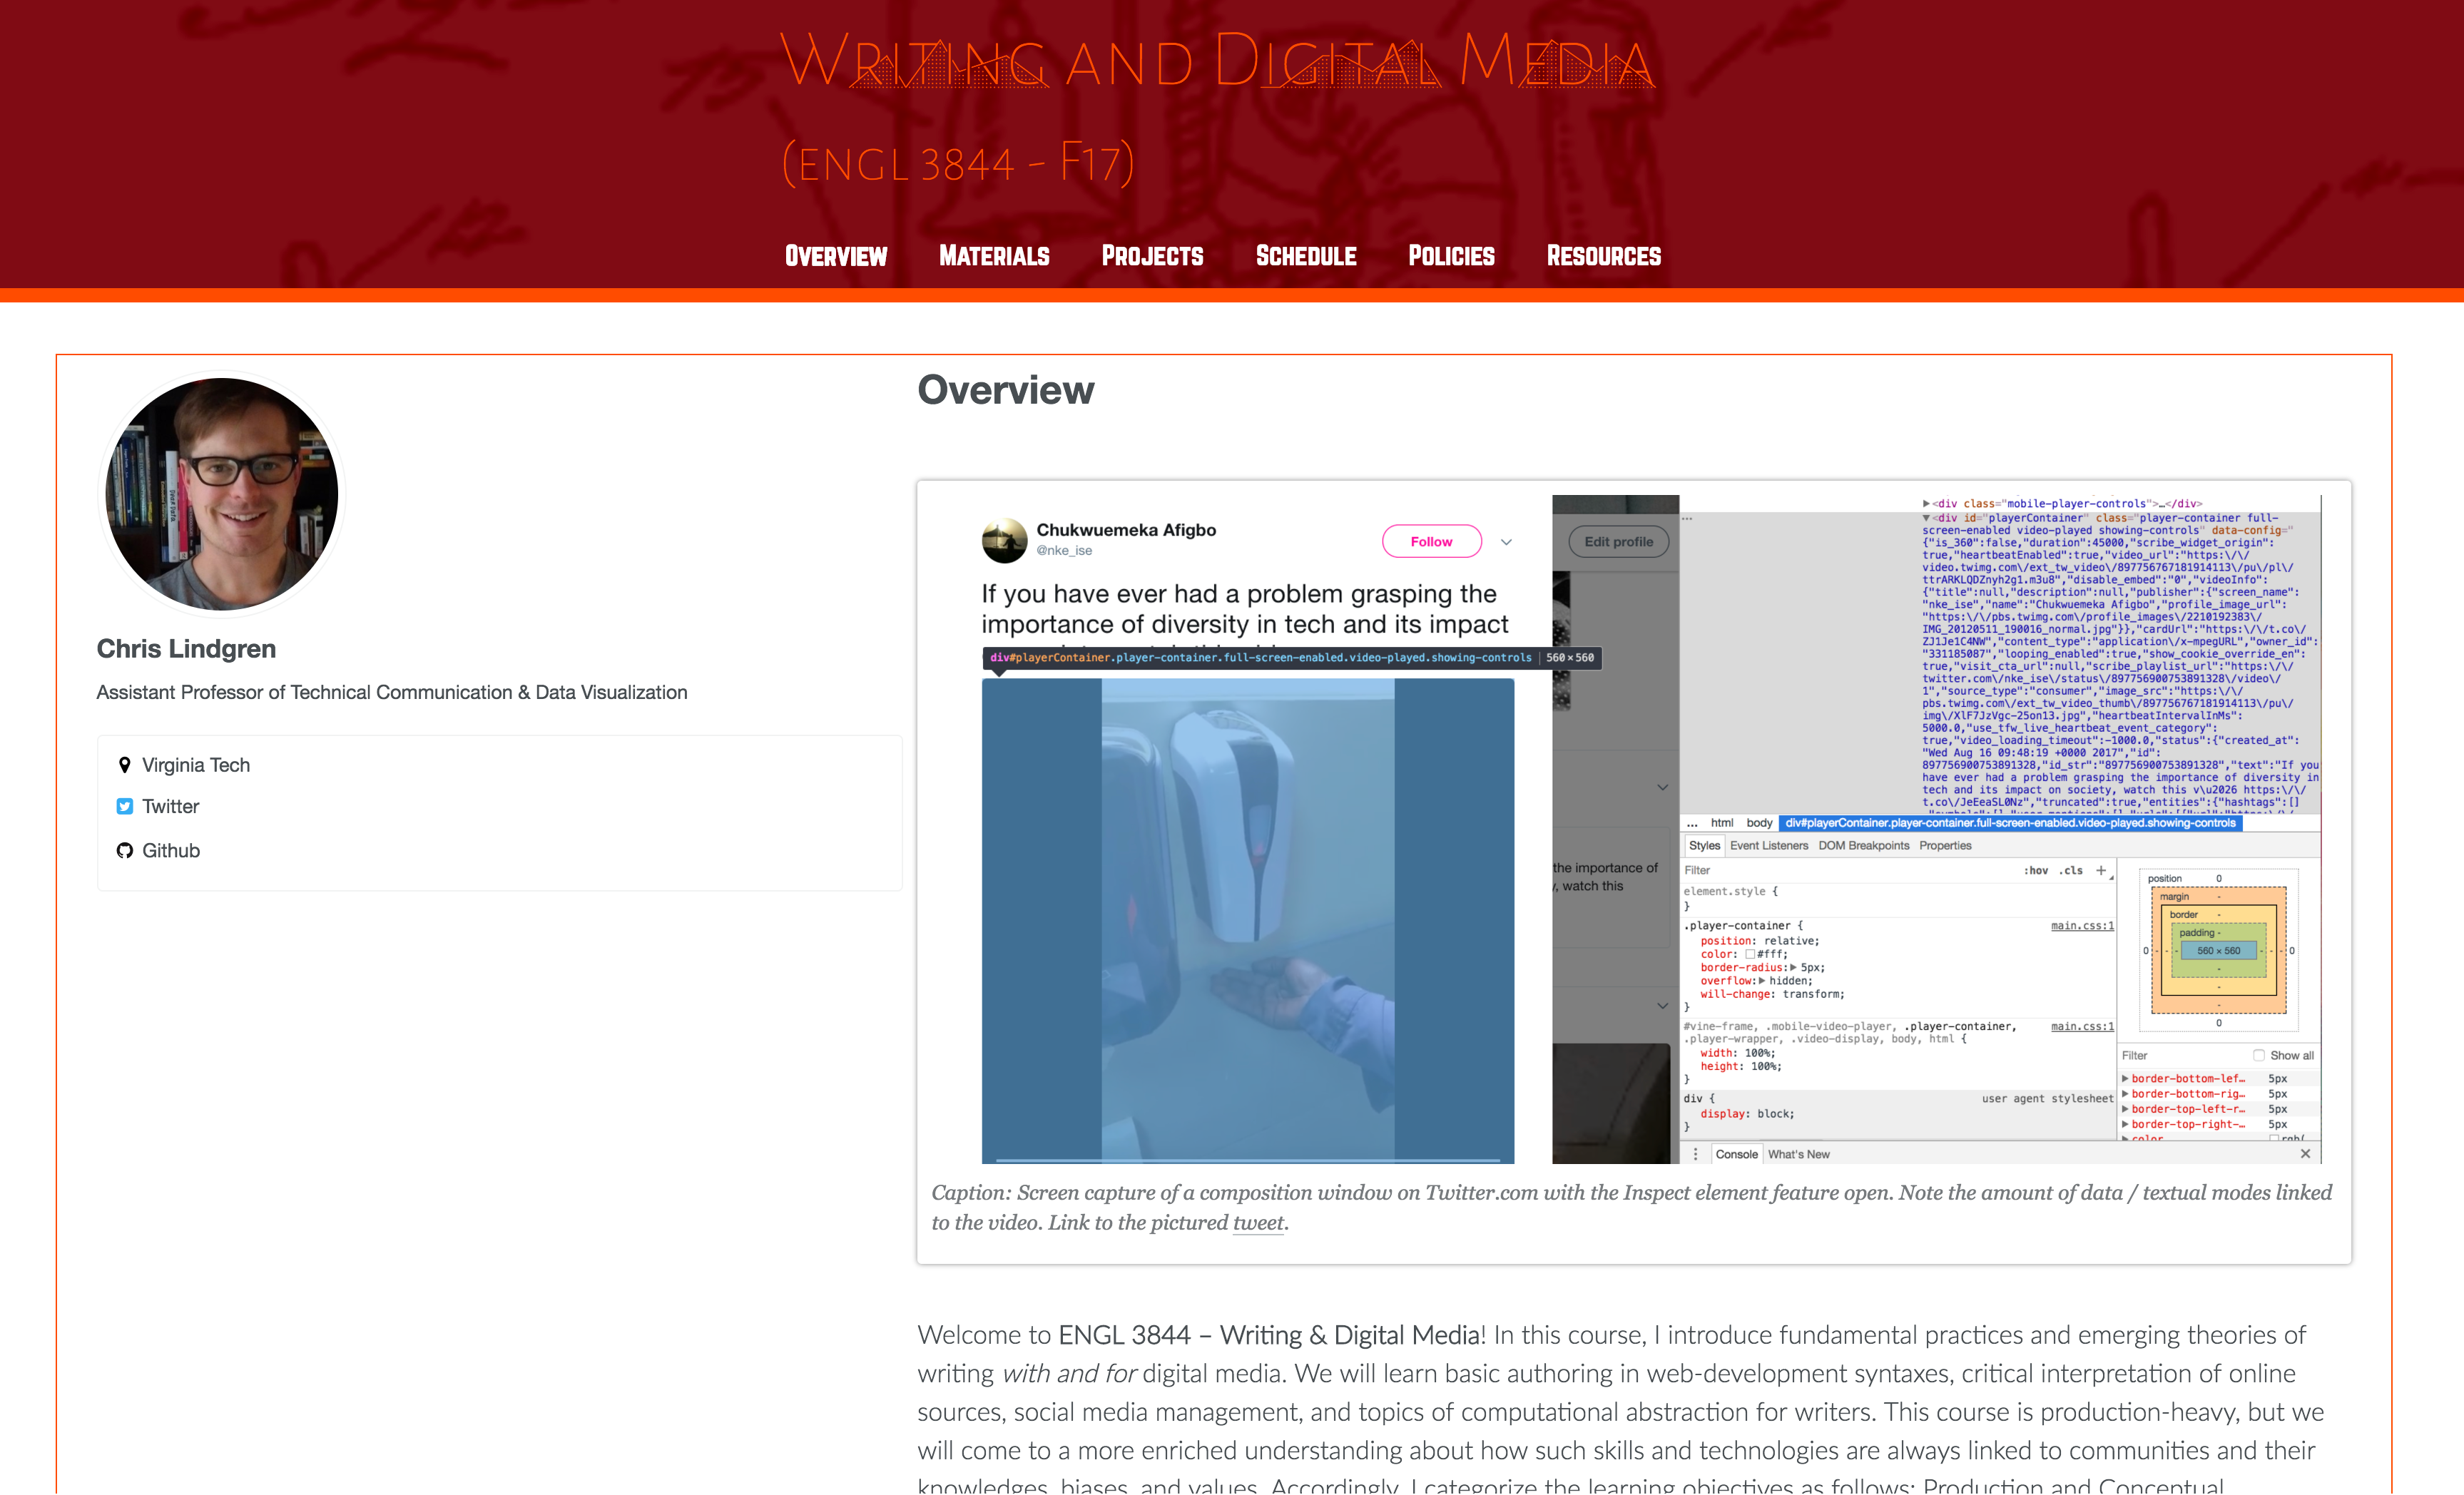 Writing and Digital Media
(ENGL 3844 - F17)
Overview Materials Projects Schedule Policies Resources
Chris Lindgren
Assistant Professor of Technical Communication & Data Visualization
Virginia Tech
Twitter
Github
Overview
Chukwuemeka Afigbo
@nke_ise
Follow
If you have ever had a problem grasping the
importance of diversity in tech and its impact
div#playerContainer.player-container.full-screen-enabled.video-played.showing-controls | 560×560
Edit profile
the importance of
, watch this
▶<div class="mobile-player-controls">…</div>
▼<div id="playerContainer" class="player-container full-
screen-enabled video-played showing-controls" data-config="
{"is_360":false,"duration":45000,"scribe_widget_origin":
true,"heartbeatEnabled":true,"video_url":"https:\/\/
video.twimg.com\/ext_tw_video\/897756767181914113\/pu\/pl\/
ttrARKLQDZnyh2g1.m3u8","disable_embed":"0","videoInfo":
{"title":null,"description":null,"publisher":{"screen_name":
"nke_ise","name":"Chukwuemeka Afigbo","profile_image_url":
"https:\/\/pbs.twimg.com\/profile_images\/2210192383\/
IMG_20120511_190016_normal.jpg"}},"cardUrl":"https:\/\/t.co\/
ZJ1Je1C4NW","content_type":"application\/x-mpegURL","owner_id":
"331185087","looping_enabled":true,"show_cookie_override_en":
true,"visit_cta_url":null,"scribe_playlist_url":"https:\/\/
twitter.com\/nke_ise\/status\/897756900753891328\/video\/
1","source_type":"consumer","image_src":"https:\/\/
pbs.twimg.com\/ext_tw_video_thumb\/897756767181914113\/pu\/
img\/XlF7JzVgc-25on13.jpg","heartbeatIntervalInMs":
5000.0,"use_tfw_live_heartbeat_event_category":
true,"video_loading_timeout":-1000.0,"status":{"created_at":
"Wed Aug 16 09:48:19 +0000 2017","id":
897756900753891328,"id_str":"897756900753891328","text":"If you
have ever had a problem grasping the importance of diversity in
tech and its impact on society, watch this v\u2026 https:\/\/
t.co\/JeEeaSL0Nz","truncated":true,"entities":{"hashtags":[]
... html body div#playerContainer.player-container.full-screen-enabled.video-played.showing-controls
Styles Event Listeners DOM Breakpoints Properties
Filter :hov .cls +
element.style {
}
.player-container { main.css:1
position: relative;
color: #fff;
border-radius:▶ 5px;
overflow:▶ hidden;
will-change: transform;
}
#vine-frame, .mobile-video-player, .player-container, main.css:1
.player-wrapper, .video-display, body, html {
width: 100%;
height: 100%;
}
div { user agent stylesheet
display: block;
}
position 0
margin -
border -
padding -
0 - - - 560 × 560 - - - 0
-
-
-
0
Filter Show all
▶ border-bottom-lef… 5px
▶ border-bottom-rig… 5px
▶ border-top-left-r… 5px
▶ border-top-right-… 5px
▶ color rgb(
Console What's New
Caption: Screen capture of a composition window on Twitter.com with the Inspect element feature open. Note the amount of data / textual modes linked
to the video. Link to the pictured tweet.
Welcome to ENGL 3844 – Writing & Digital Media! In this course, I introduce fundamental practices and emerging theories of
writing with and for digital media. We will learn basic authoring in web-development syntaxes, critical interpretation of online
sources, social media management, and topics of computational abstraction for writers. This course is production-heavy, but we
will come to a more enriched understanding about how such skills and technologies are always linked to communities and their
knowledges, biases, and values. Accordingly, I categorize the learning objectives as follows: Production and Conceptual